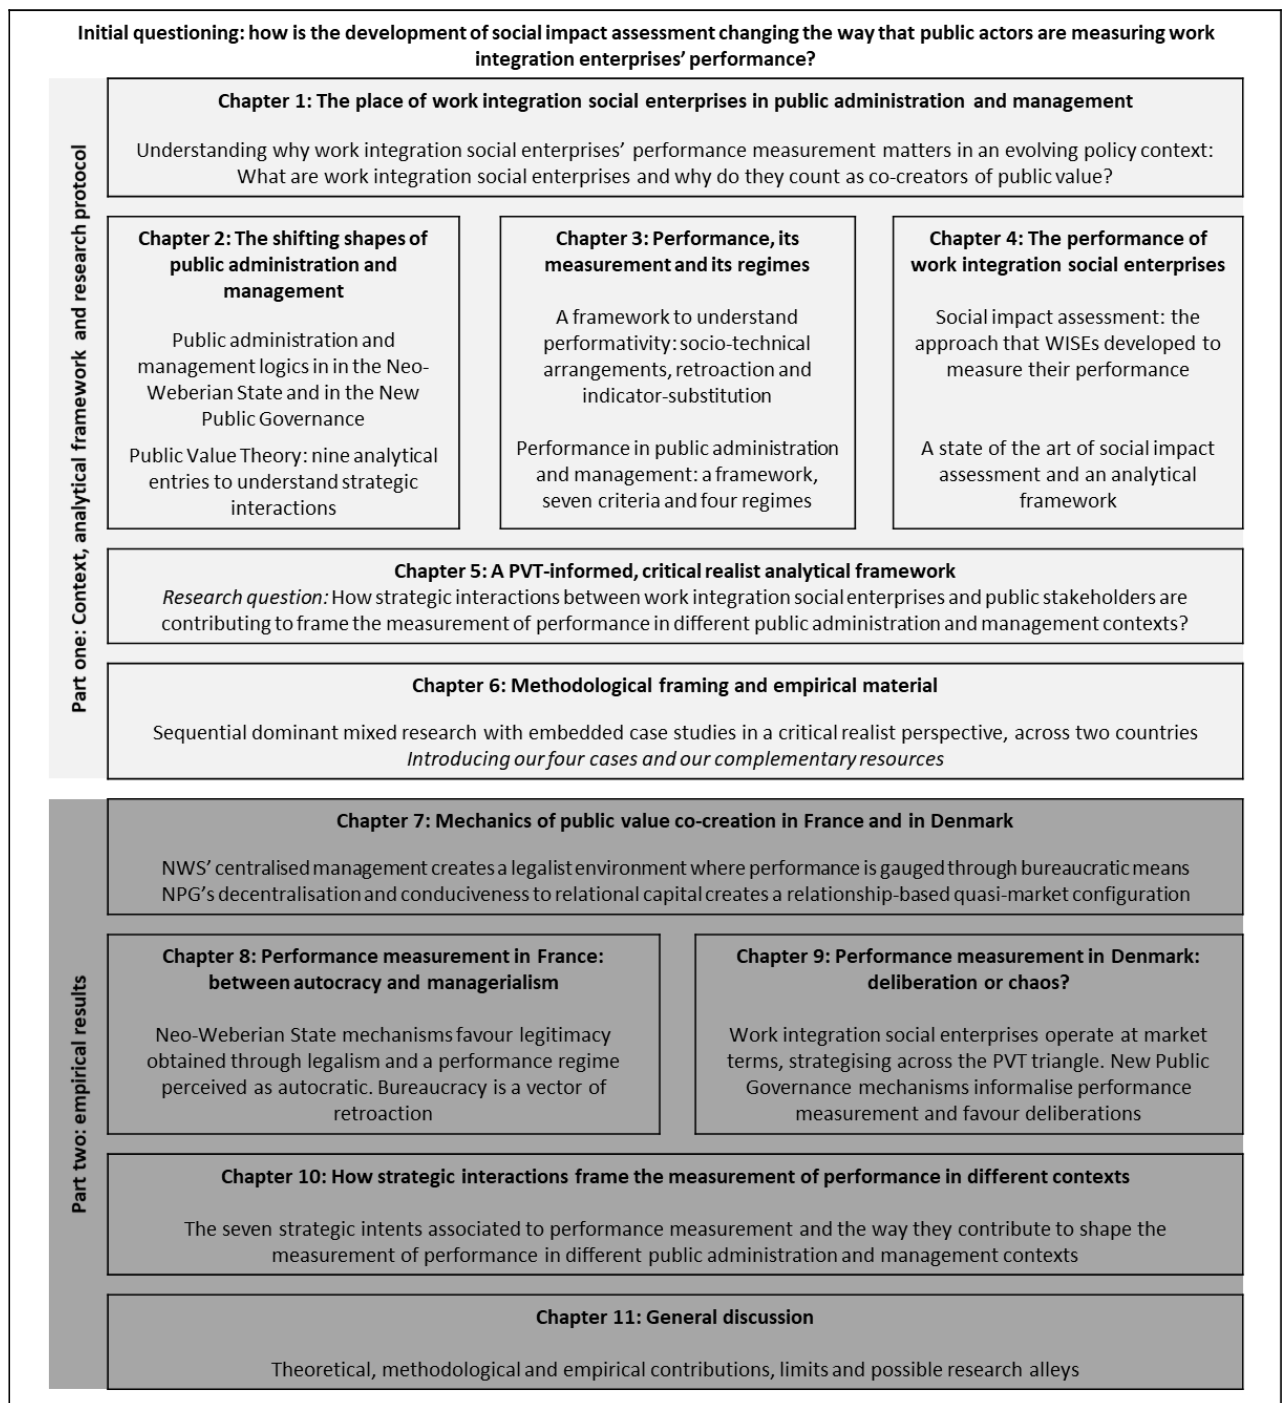 Initial questioning: how is the development of social impact assessment changing the way that public actors are measuring work
integration enterprises' performance?
Part one: Context, analytical framework and research protocol
Chapter 1: The place of work integration social enterprises in public administration and management
Understanding why work integration social enterprises' performance measurement matters in an evolving policy context:
What are work integration social enterprises and why do they count as co-creators of public value?
Chapter 2: The shifting shapes of
public administration and
management
Public administration and
management logics in in the Neo-
Weberian State and in the New
Public Governance
Public Value Theory: nine analytical
entries to understand strategic
interactions
Chapter 3: Performance, its
measurement and its regimes
A framework to understand
performativity: socio-technical
arrangements, retroaction and
indicator-substitution
Performance in public administration
and management: a framework,
seven criteria and four regimes
Chapter 4: The performance of
work integration social enterprises
Social impact assessment: the
approach that WISEs developed to
measure their performance
A state of the art of social impact
assessment and an analytical
framework
Chapter 5: A PVT-informed, critical realist analytical framework
Research question: How strategic interactions between work integration social enterprises and public stakeholders are
contributing to frame the measurement of performance in different public administration and management contexts?
Chapter 6: Methodological framing and empirical material
Sequential dominant mixed research with embedded case studies in a critical realist perspective, across two countries
Introducing our four cases and our complementary resources
Part two: empirical results
Chapter 7: Mechanics of public value co-creation in France and in Denmark
NWS' centralised management creates a legalist environment where performance is gauged through bureaucratic means
NPG's decentralisation and conduciveness to relational capital creates a relationship-based quasi-market configuration
Chapter 8: Performance measurement in France:
between autocracy and managerialism
Neo-Weberian State mechanisms favour legitimacy
obtained through legalism and a performance regime
perceived as autocratic. Bureaucracy is a vector of
retroaction
Chapter 9: Performance measurement in Denmark:
deliberation or chaos?
Work integration social enterprises operate at market
terms, strategising across the PVT triangle. New Public
Governance mechanisms informalise performance
measurement and favour deliberations
Chapter 10: How strategic interactions frame the measurement of performance in different contexts
The seven strategic intents associated to performance measurement and the way they contribute to shape the
measurement of performance in different public administration and management contexts
Chapter 11: General discussion
Theoretical, methodological and empirical contributions, limits and possible research alleys